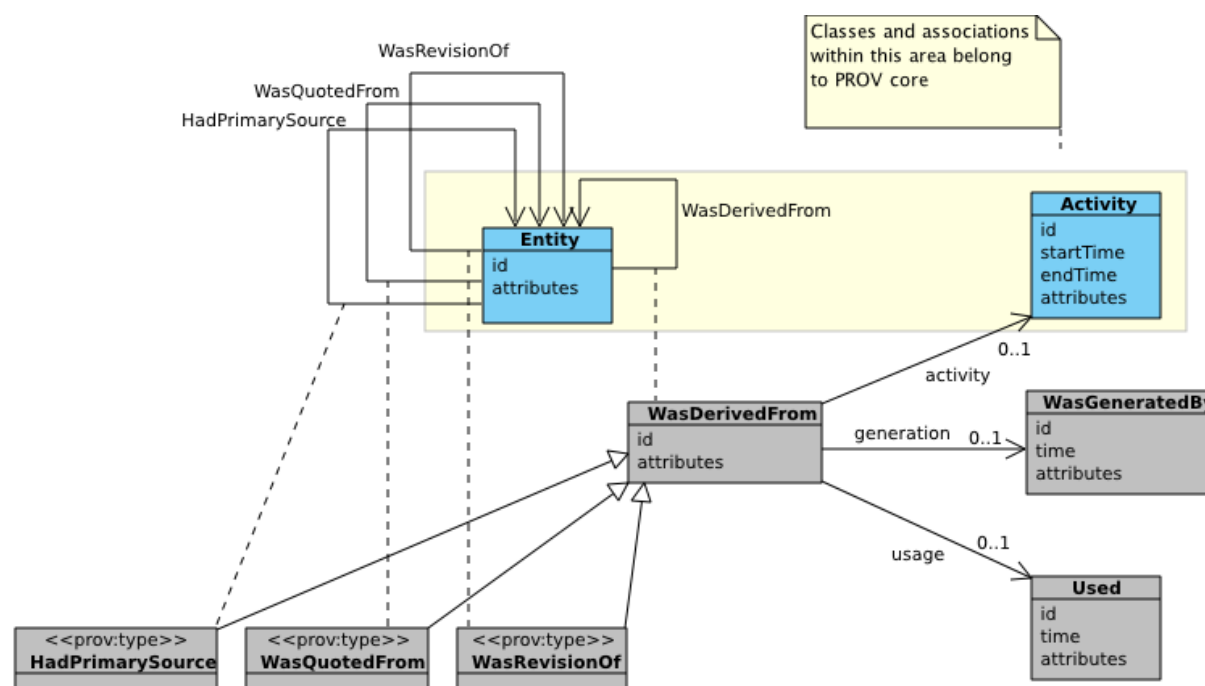 Classes and associations
within this area belong
to PROV core
WasRevisionOf
WasQuotedFrom
HadPrimarySource
WasDerivedFrom
Entity
id
attributes
Activity
id
startTime
endTime
attributes
0..1
activity
WasDerivedFrom
id
attributes
generation
0..1
WasGeneratedBy
id
time
attributes
usage
0..1
Used
id
time
attributes
<<prov:type>>
HadPrimarySource
<<prov:type>>
WasQuotedFrom
<<prov:type>>
WasRevisionOf